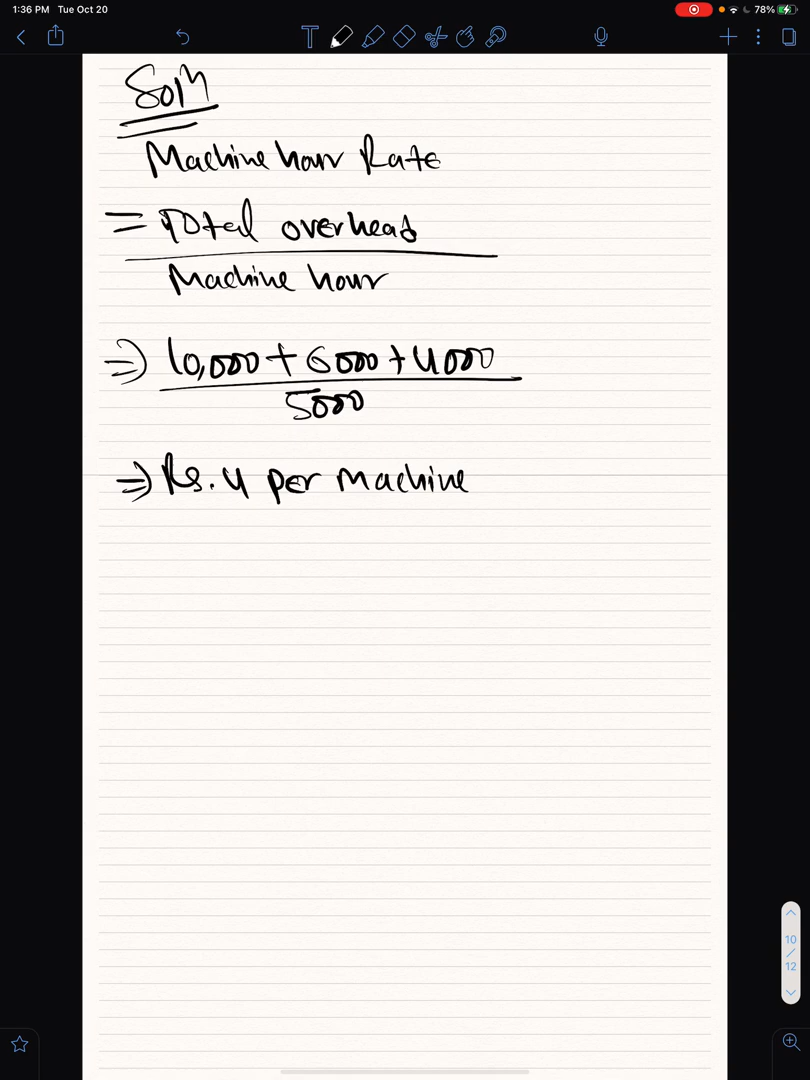 1:36 PM Tue Oct 20
78%
T
Soln
Machine hour Rate
= Total overhead
Machine hour
⇒ 10,000 + 6000 + 4000
5000
⇒ Rs. 4 per Machine
10
/
12